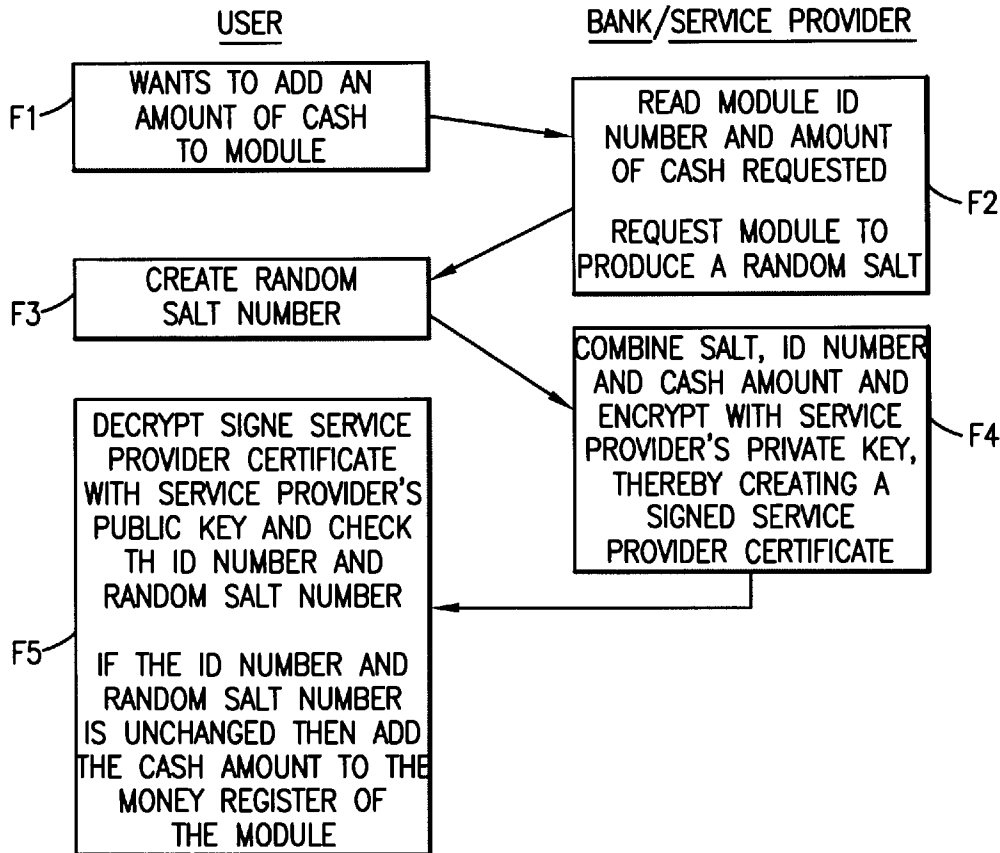 USER
BANK/SERVICE PROVIDER
F1
WANTS TO ADD AN
AMOUNT OF CASH
TO MODULE
READ MODULE ID
NUMBER AND AMOUNT
OF CASH REQUESTED
REQUEST MODULE TO
PRODUCE A RANDOM SALT
F2
F3
CREATE RANDOM
SALT NUMBER
COMBINE SALT, ID NUMBER
AND CASH AMOUNT AND
ENCRYPT WITH SERVICE
PROVIDER'S PRIVATE KEY,
THEREBY CREATING A
SIGNED SERVICE
PROVIDER CERTIFICATE
F4
F5
DECRYPT SIGNE SERVICE
PROVIDER CERTIFICATE
WITH SERVICE PROVIDER'S
PUBLIC KEY AND CHECK
TH ID NUMBER AND
RANDOM SALT NUMBER
IF THE ID NUMBER AND
RANDOM SALT NUMBER
IS UNCHANGED THEN ADD
THE CASH AMOUNT TO THE
MONEY REGISTER OF
THE MODULE